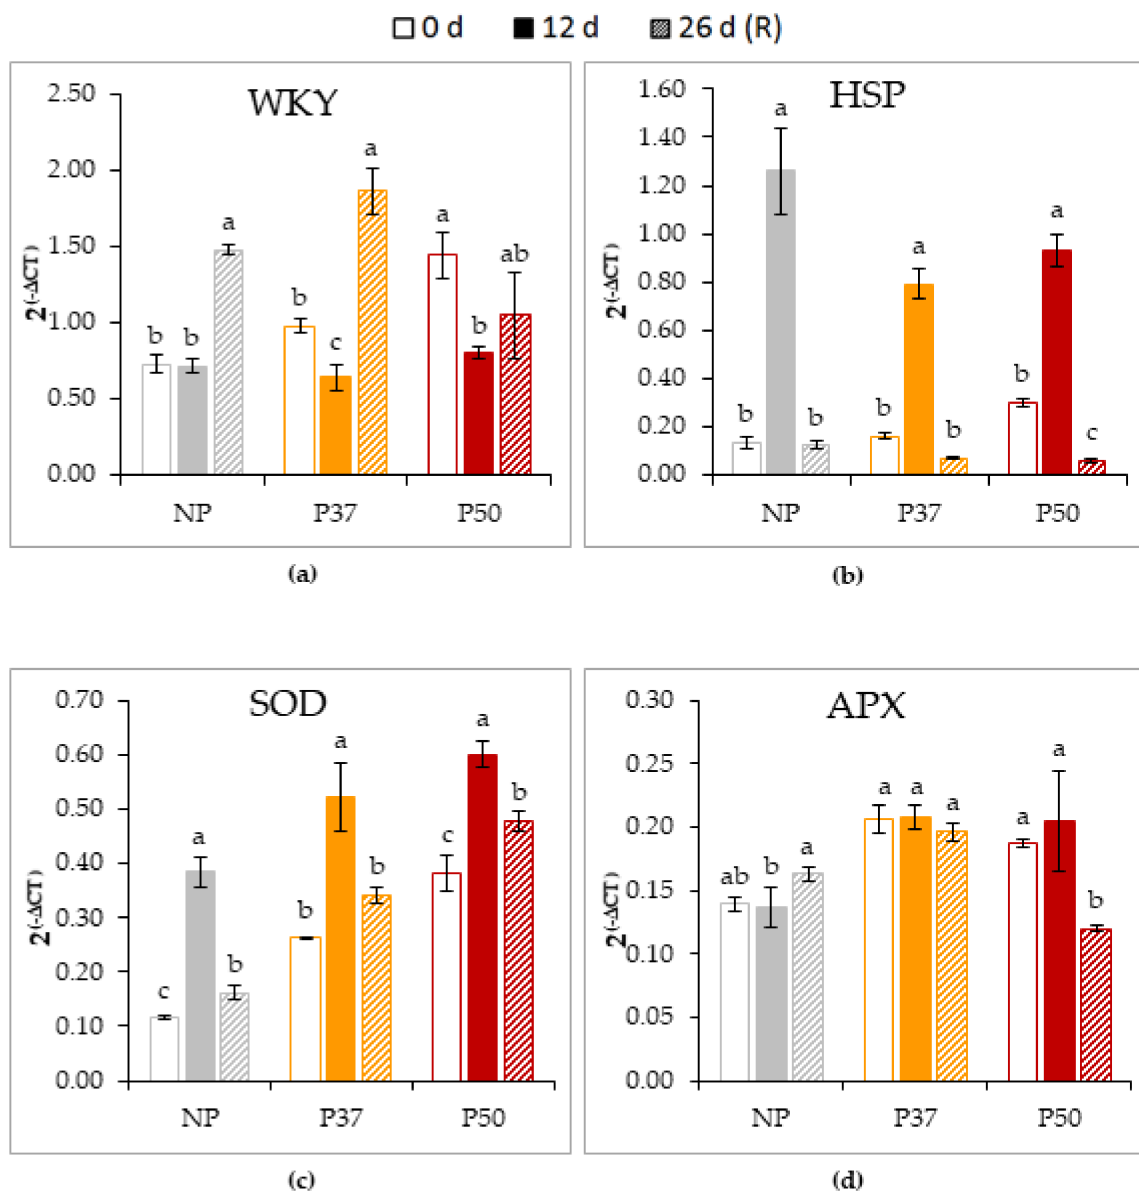 0 d 12 d 26 d (R)
WKY
2(-ΔCT)
2.50
2.00
1.50
1.00
0.50
0.00
b b a
b c a
a b ab
NP P37 P50
(a)
HSP
2(-ΔCT)
1.60
1.40
1.20
1.00
0.80
0.60
0.40
0.20
0.00
b a b
b a b
b a c
NP P37 P50
(b)
SOD
2(-ΔCT)
0.70
0.60
0.50
0.40
0.30
0.20
0.10
0.00
c a b
b a b
c a b
NP P37 P50
(c)
APX
2(-ΔCT)
0.30
0.25
0.20
0.15
0.10
0.05
0.00
ab b a
a a a
a a b
NP P37 P50
(d)